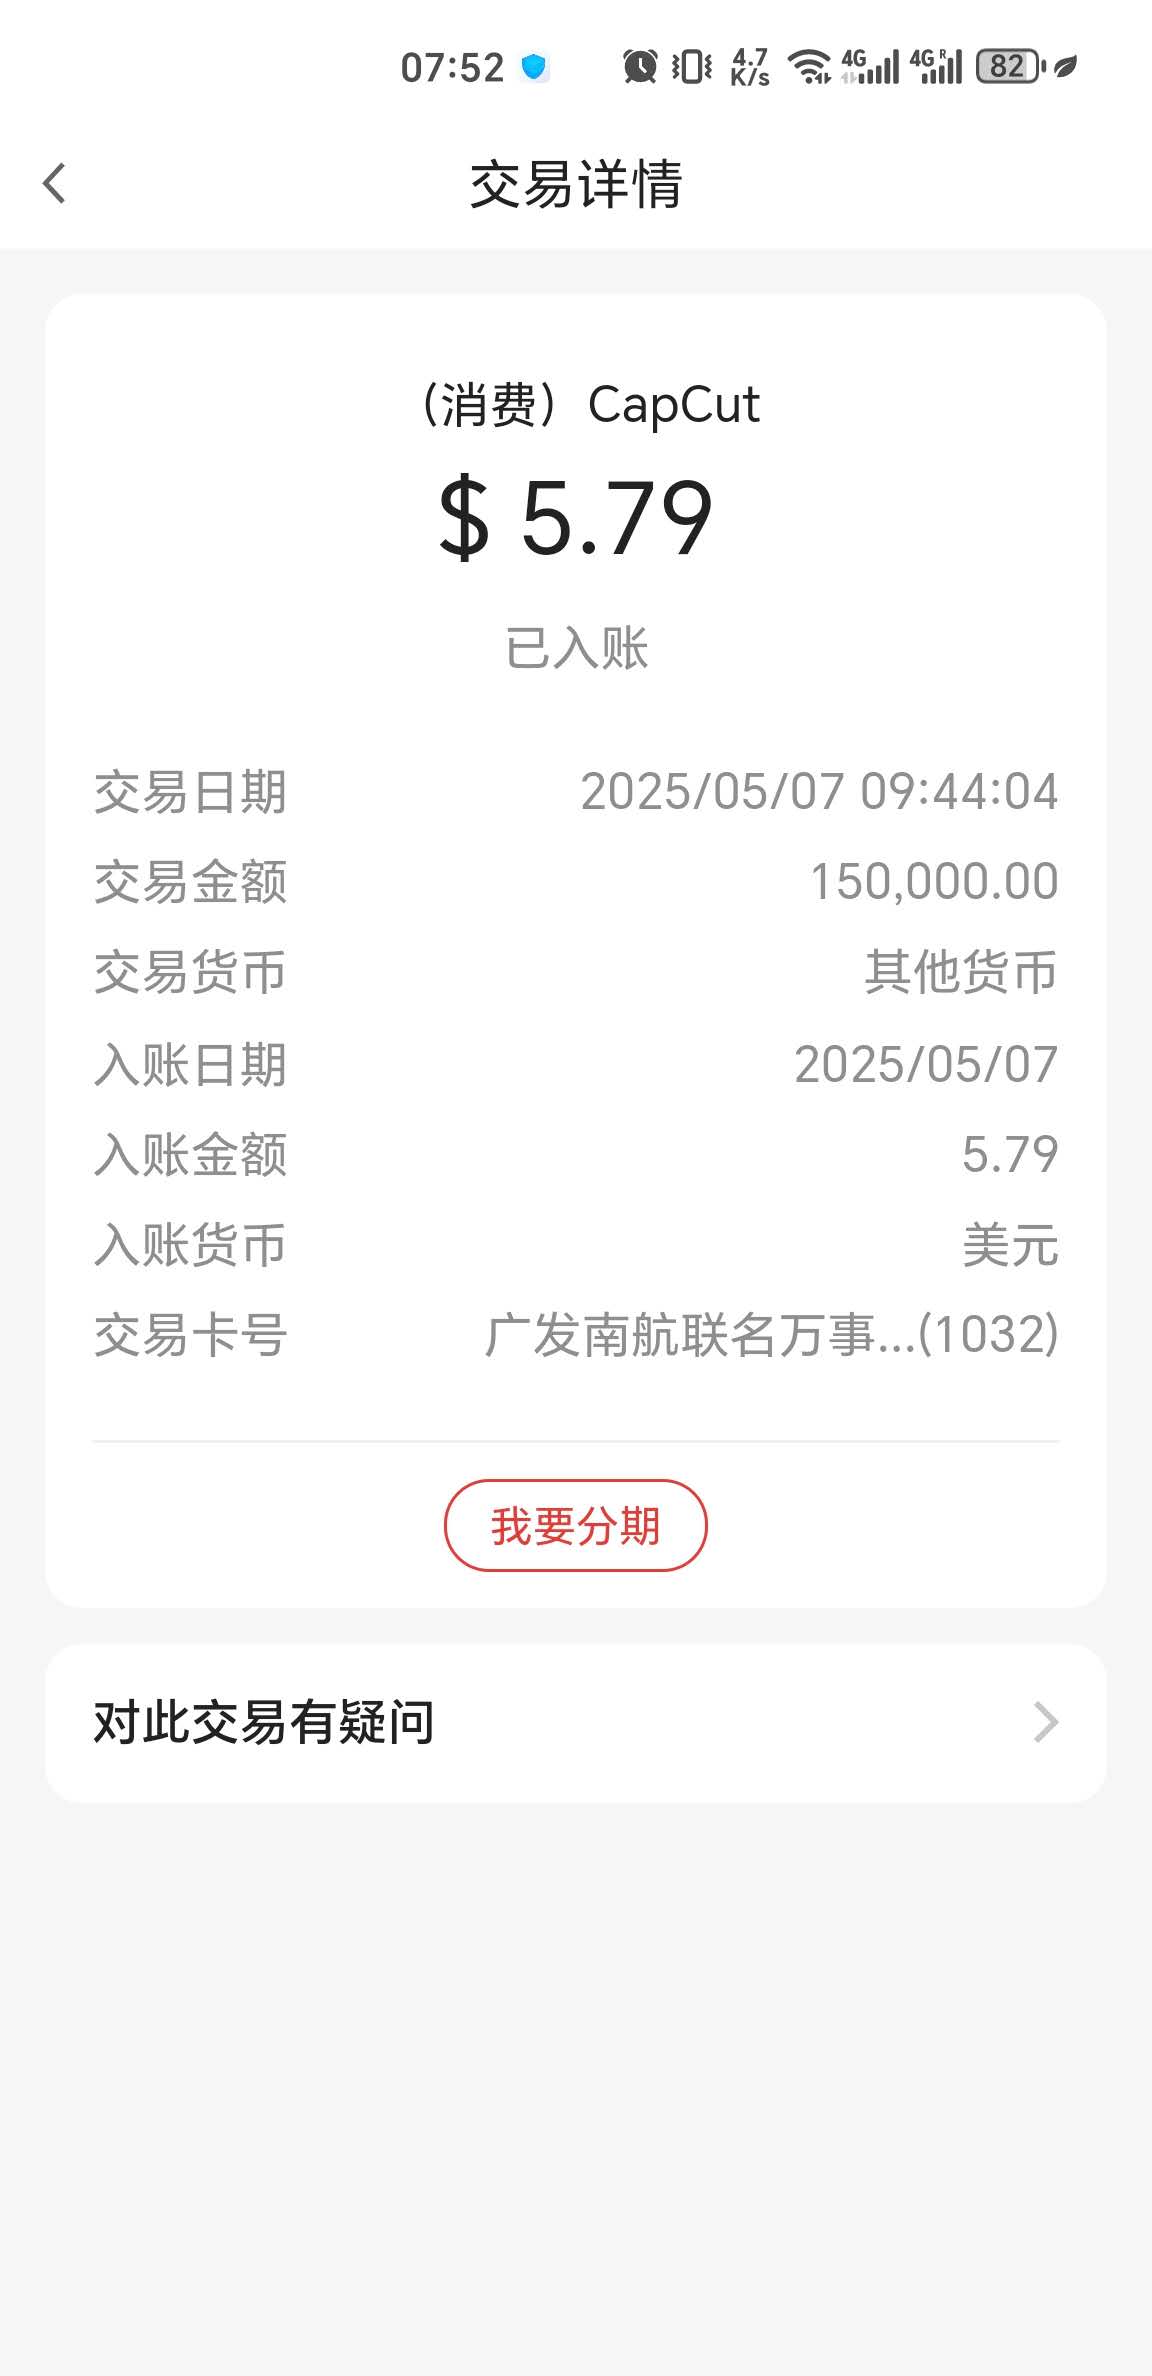 07:52 4.7 K/s 4G 4G R 82
交易详情
（消费）CapCut
$ 5.79
已入账
交易日期 2025/05/07 09:44:04
交易金额 150,000.00
交易货币 其他货币
入账日期 2025/05/07
入账金额 5.79
入账货币 美元
交易卡号 广发南航联名万事...(1032)
我要分期
对此交易有疑问